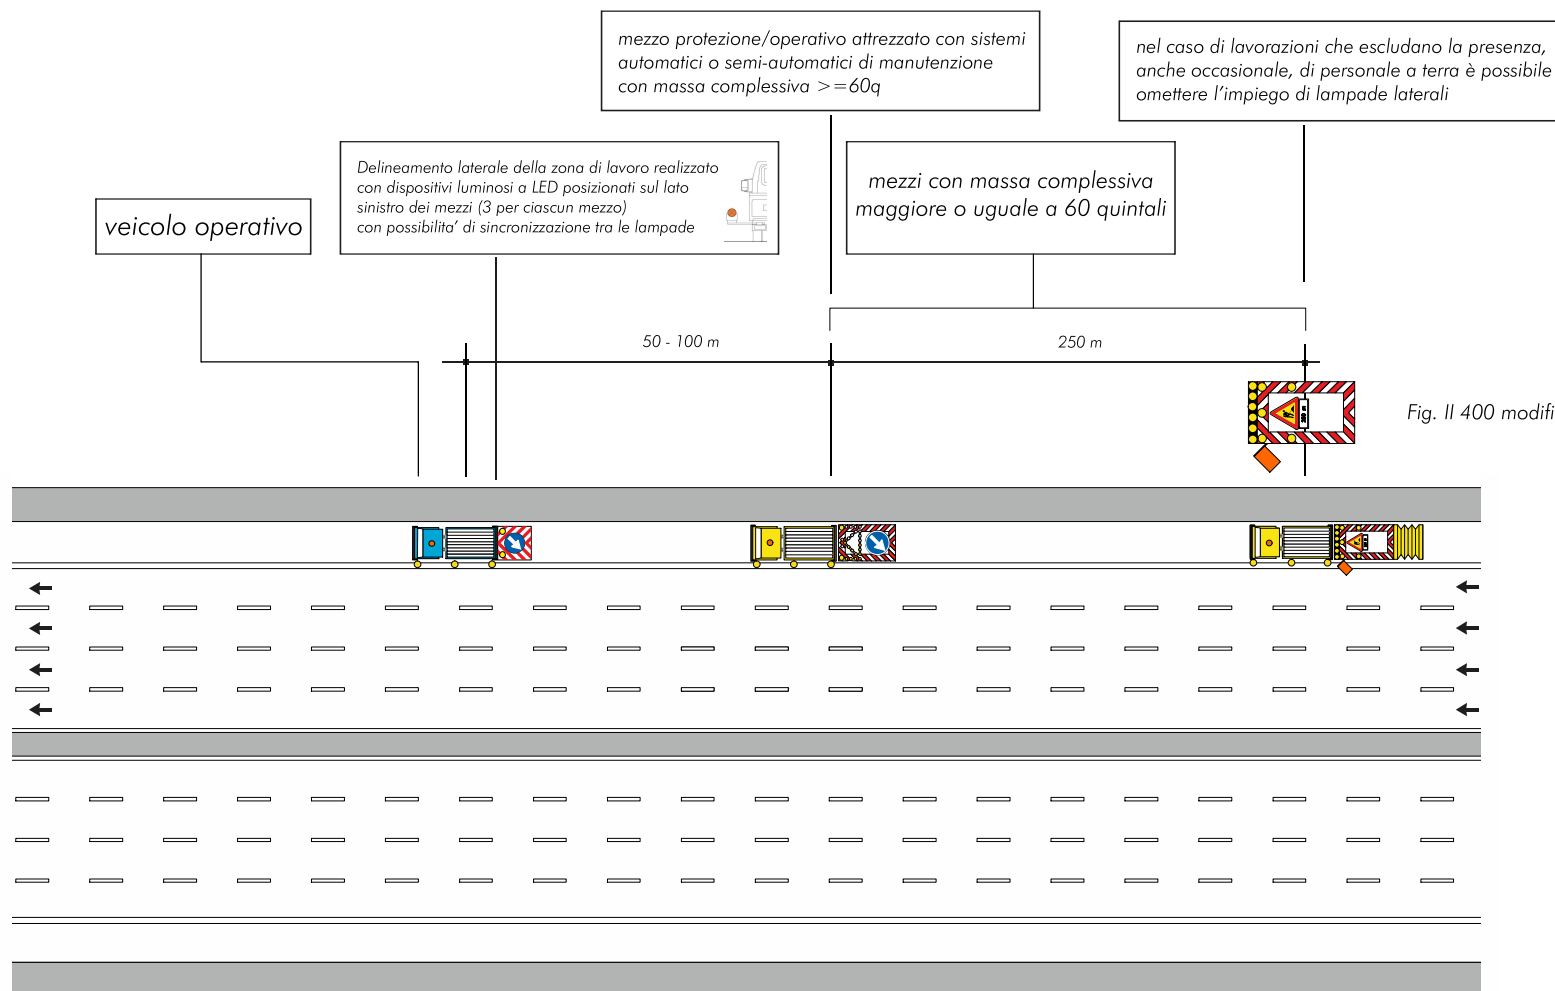 mezzo protezione/operativo attrezzato con sistemi
automatici o semi-automatici di manutenzione
con massa complessiva >=60q
nel caso di lavorazioni che escludano la presenza,
anche occasionale, di personale a terra è possibile
omettere l'impiego di lampade laterali
Delineamento laterale della zona di lavoro realizzato
con dispositivi luminosi a LED posizionati sul lato
sinistro dei mezzi (3 per ciascun mezzo)
con possibilita' di sincronizzazione tra le lampade
mezzi con massa complessiva
maggiore o uguale a 60 quintali
veicolo operativo
50 - 100 m
250 m
Fig. II 400 modifi